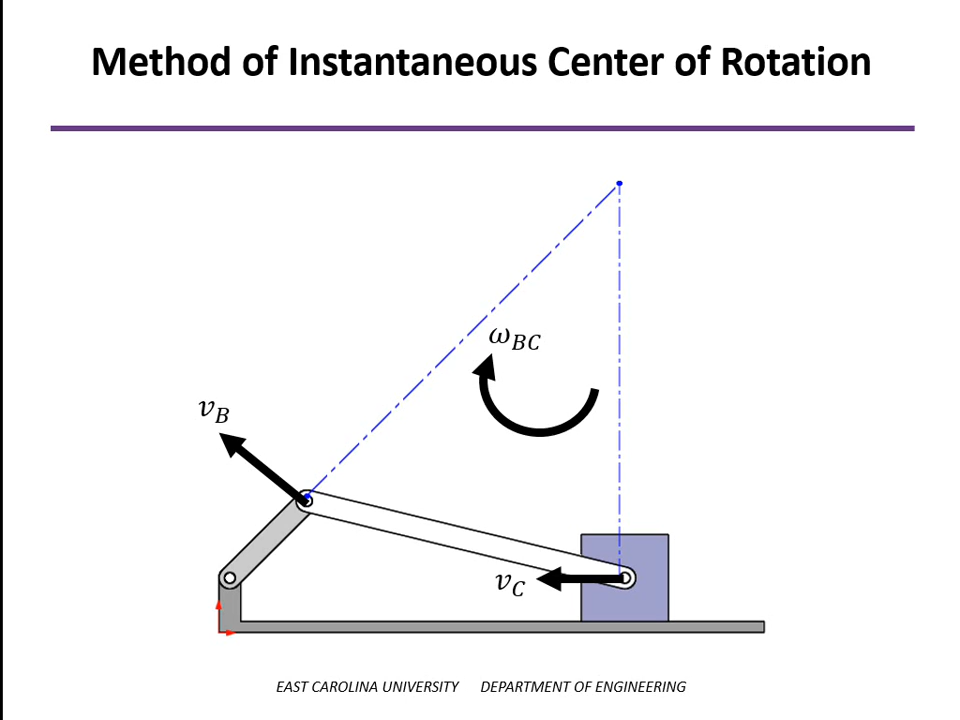 Method of Instantaneous Center of Rotation
ω_BC
v_B
v_C
EAST CAROLINA UNIVERSITY DEPARTMENT OF ENGINEERING